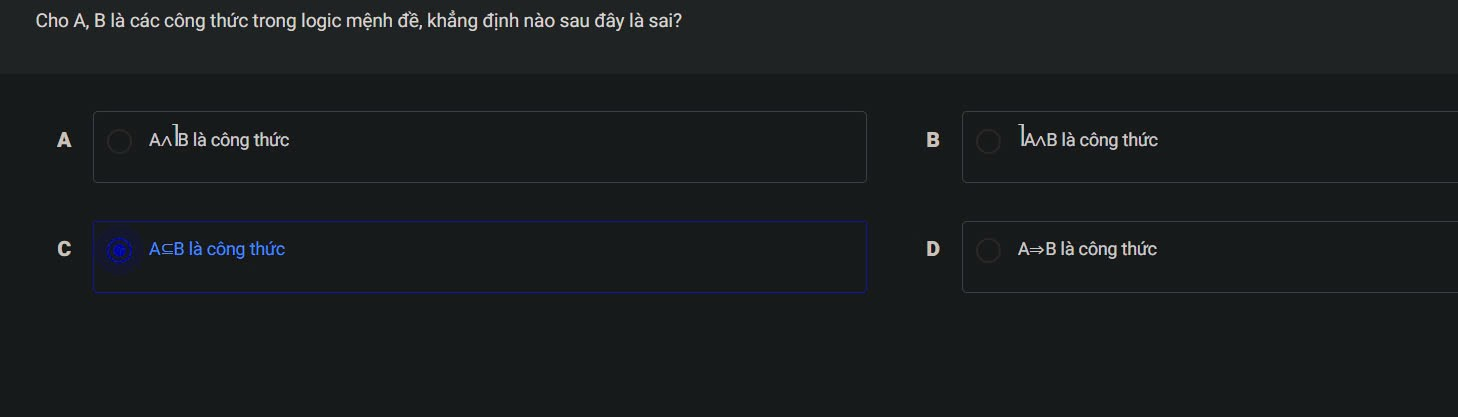 Cho A, B là các công thức trong logic mệnh đề, khẳng định nào sau đây là sai?
A A∧⌉B là công thức
B ⌉A∧B là công thức
C A⊆B là công thức
D A⇒B là công thức